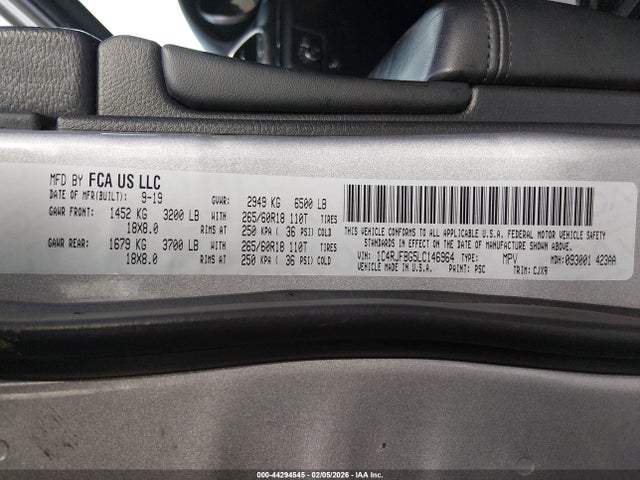 MFD BY FCA US LLC
DATE OF MFR(BUILT): 9-19 GVWR: 2949 KG 6500 LB
GAWR FRONT: 1452 KG 3200 LB WITH 265/60R18 110T TIRES
18X8.0 RIMS AT 250 KPA ( 36 PSI) COLD
GAWR REAR: 1679 KG 3700 LB WITH 265/60R18 110T TIRES
18X8.0 RIMS AT 250 KPA ( 36 PSI) COLD
THIS VEHICLE CONFORMS TO ALL APPLICABLE U.S.A. FEDERAL MOTOR VEHICLE SAFETY
STANDARDS IN EFFECT ON THE DATE OF MANUFACTURE SHOWN ABOVE.
VIN: 1C4RJFBG5LC146964 TYPE: MPV MDH: 093001 423AA
VEHICLE MADE IN U.S.A. PAINT: PSC TRIM: CJX9
000-44294545 - 02/05/2026 - IAA Inc.